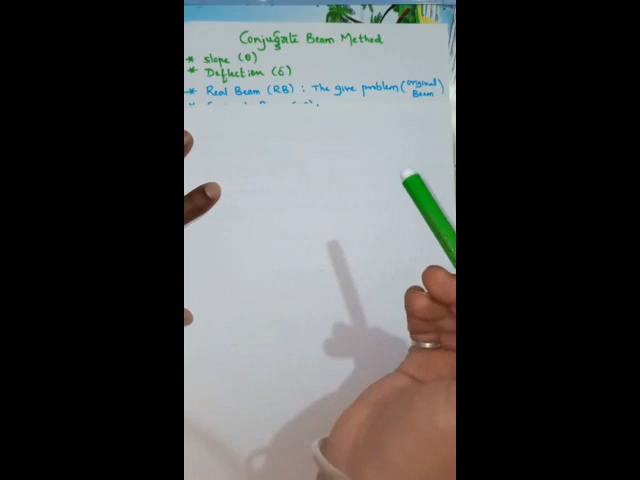 Conjugate Beam Method
* Slope (θ)
* Deflection (δ)
* Real Beam (RB) : The give problem (original Beam)